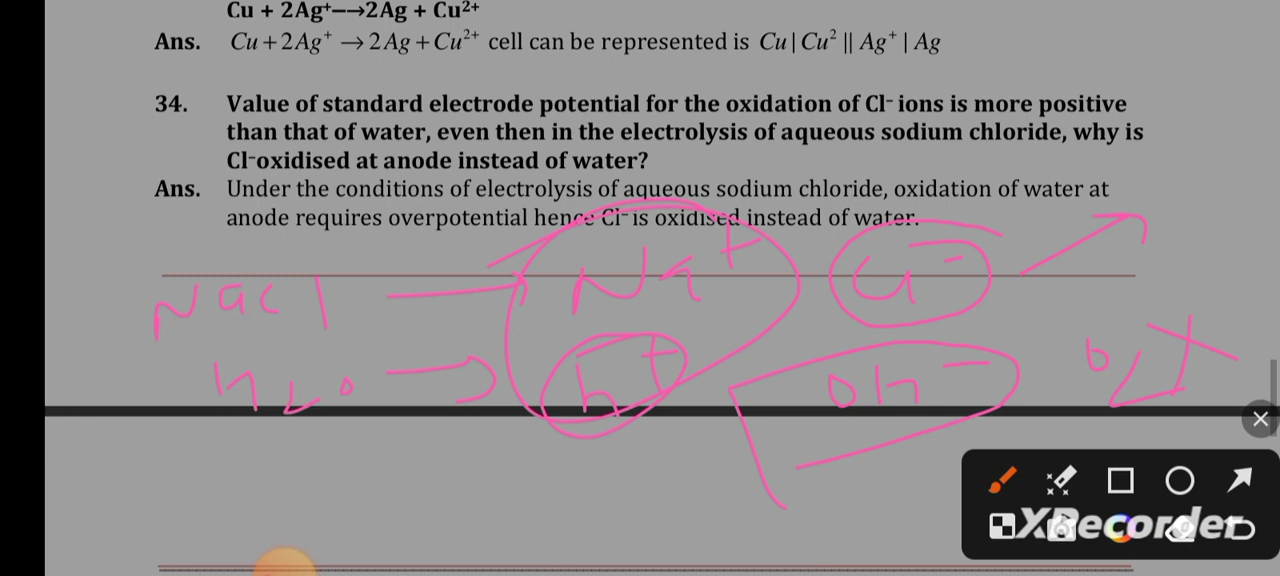 Cu + 2Ag⁺—→2Ag + Cu²⁺
Ans. Cu + 2Ag⁺ → 2Ag + Cu²⁺ cell can be represented is Cu | Cu² || Ag⁺ | Ag
34. Value of standard electrode potential for the oxidation of Cl⁻ ions is more positive
than that of water, even then in the electrolysis of aqueous sodium chloride, why is
Cl⁻oxidised at anode instead of water?
Ans. Under the conditions of electrolysis of aqueous sodium chloride, oxidation of water at
anode requires overpotential hence Cl⁻ is oxidised instead of water.
Nacl → Na⁺ Cl⁻
h₂o → h⁺ oh⁻
XRecorder